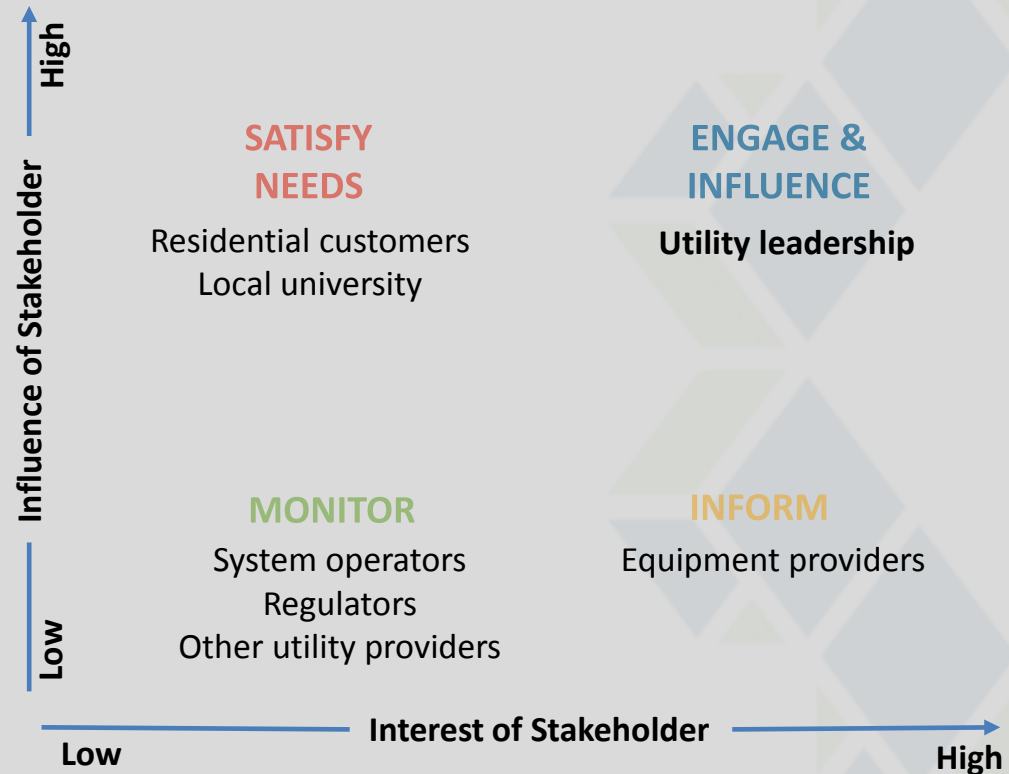 High
SATISFY
NEEDS
Residential customers
Local university
ENGAGE &
INFLUENCE
Utility leadership
Influence of Stakeholder
MONITOR
System operators
Regulators
Other utility providers
INFORM
Equipment providers
Low
Interest of Stakeholder
Low
High